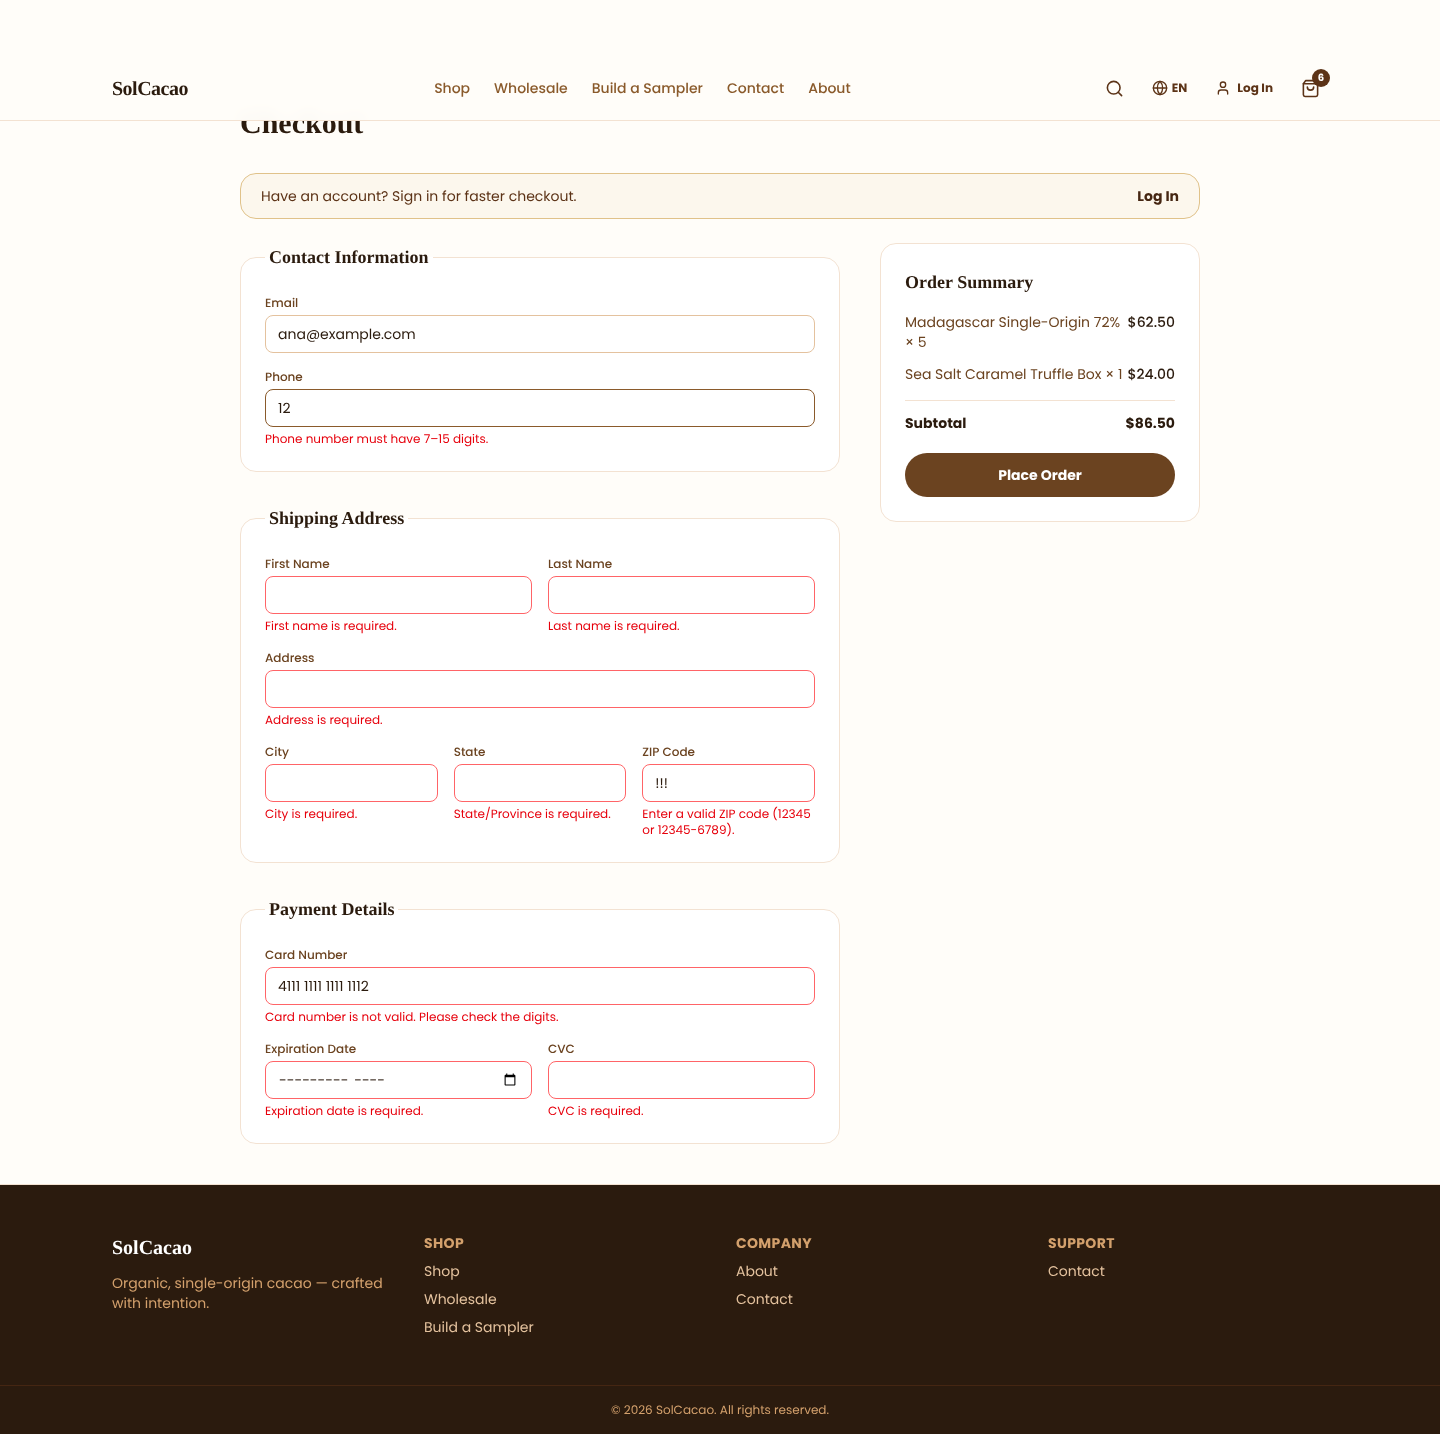 SolCacao
Shop
Wholesale
Build a Sampler
Contact
About
EN
Log In
6
Checkout
Have an account? Sign in for faster checkout.
Log In
Contact Information
Email
ana@example.com
Phone
12
Phone number must have 7–15 digits.
Shipping Address
First Name
Last Name
First name is required.
Last name is required.
Address
Address is required.
City
State
ZIP Code
!!!
City is required.
State/Province is required.
Enter a valid ZIP code (12345
or 12345-6789).
Payment Details
Card Number
4111 1111 1111 1112
Card number is not valid. Please check the digits.
Expiration Date
CVC
--------- ----
Expiration date is required.
CVC is required.
Order Summary
Madagascar Single-Origin 72%
× 5
$62.50
Sea Salt Caramel Truffle Box × 1
$24.00
Subtotal
$86.50
Place Order
SolCacao
Organic, single-origin cacao — crafted
with intention.
SHOP
Shop
Wholesale
Build a Sampler
COMPANY
About
Contact
SUPPORT
Contact
© 2026 SolCacao. All rights reserved.